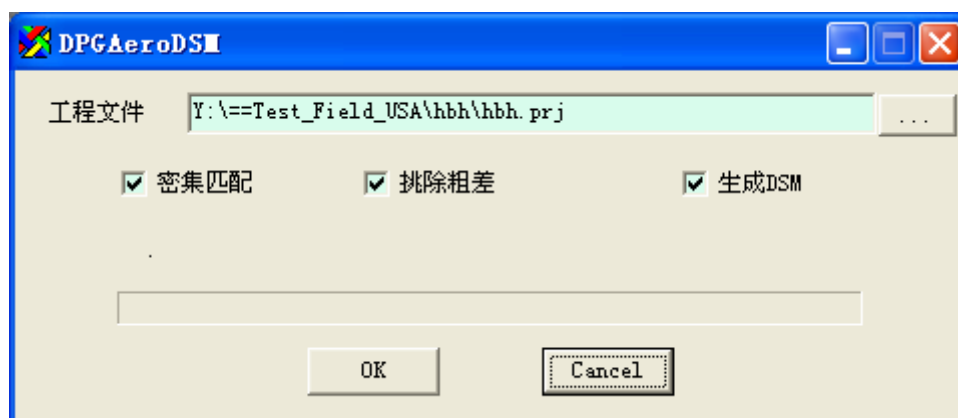 DPGAeroDSM
工程文件 Y:\==Test_Field_USA\hbh\hbh.prj ...
密集匹配 挑除粗差 生成DSM
.
OK Cancel